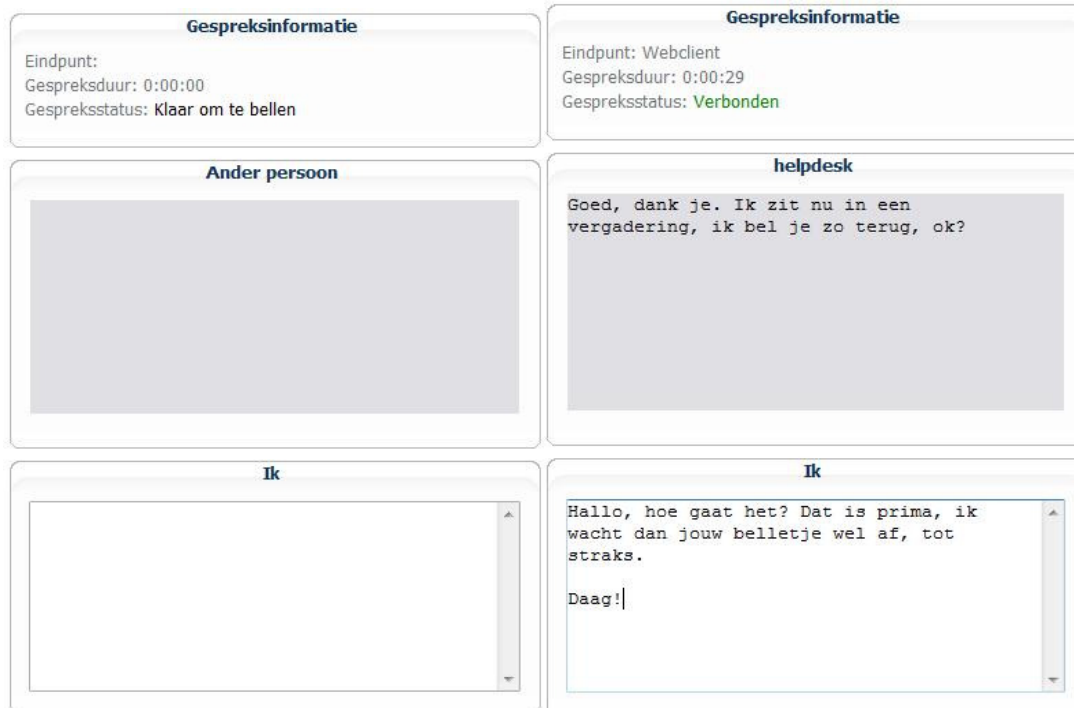 Gespreksinformatie
Eindpunt:
Gespreksduur: 0:00:00
Gespreksstatus: Klaar om te bellen
Ander persoon
Ik
Gespreksinformatie
Eindpunt: Webclient
Gespreksduur: 0:00:29
Gespreksstatus: Verbonden
helpdesk
Goed, dank je. Ik zit nu in een
vergadering, ik bel je zo terug, ok?
Ik
Hallo, hoe gaat het? Dat is prima, ik
wacht dan jouw belletje wel af, tot
straks.
Daag!